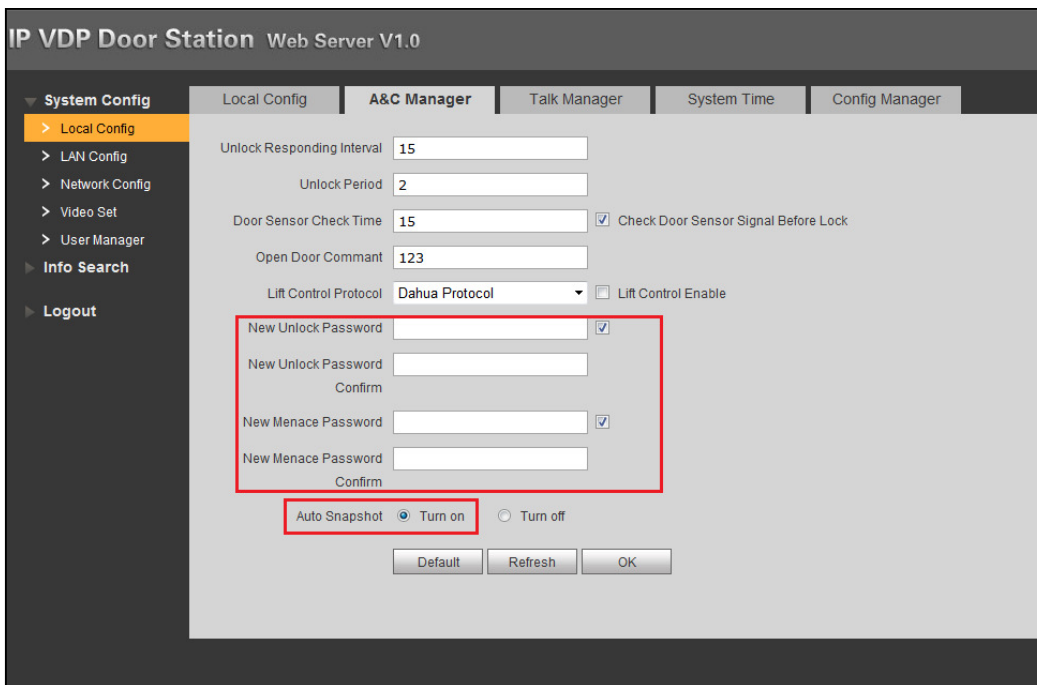 IP VDP Door Station Web Server V1.0
System Config
Local Config
LAN Config
Network Config
Video Set
User Manager
Info Search
Logout
Local Config A&C Manager Talk Manager System Time Config Manager
Unlock Responding Interval 15
Unlock Period 2
Door Sensor Check Time 15 Check Door Sensor Signal Before Lock
Open Door Commant 123
Lift Control Protocol Dahua Protocol Lift Control Enable
New Unlock Password
New Unlock Password
Confirm
New Menace Password
New Menace Password
Confirm
Auto Snapshot Turn on Turn off
Default Refresh OK